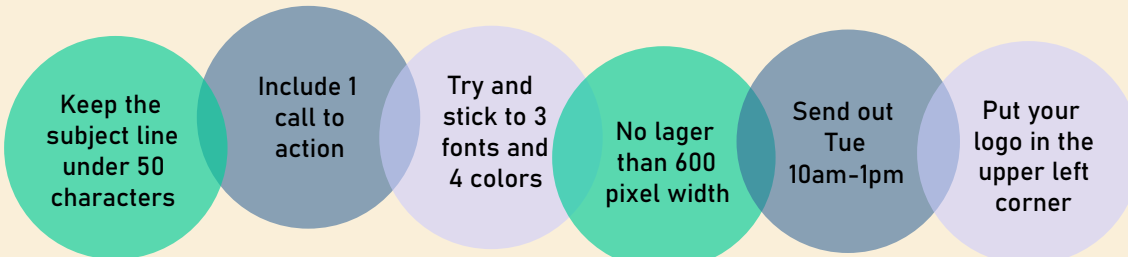 Keep the
subject line
under 50
characters
Include 1
call to
action
Try and
stick to 3
fonts and
4 colors
No lager
than 600
pixel width
Send out
Tue
10am-1pm
Put your
logo in the
upper left
corner